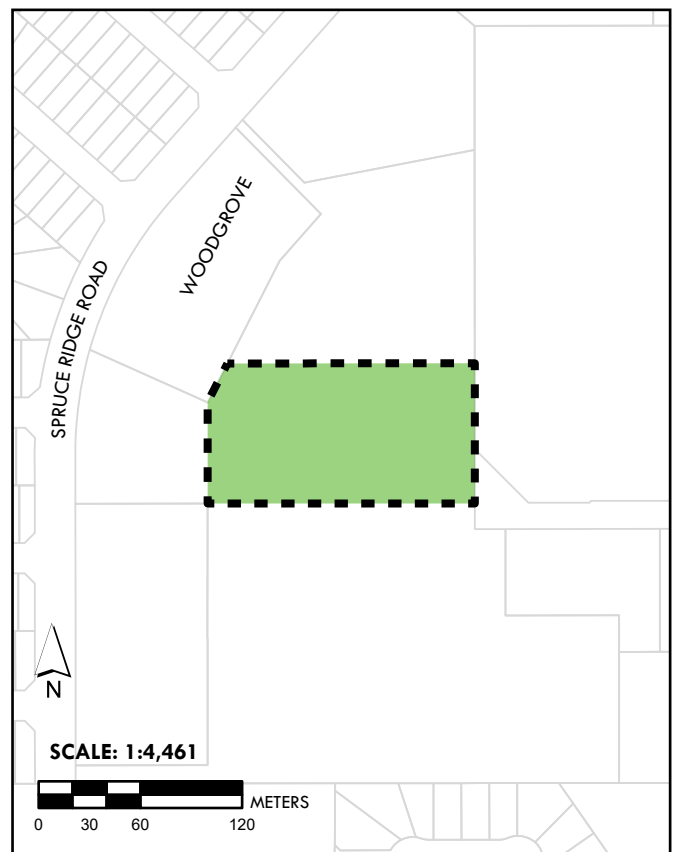 WOODGROVE
SPRUCE RIDGE ROAD
N
SCALE: 1:4,461
METERS
0 30 60 120